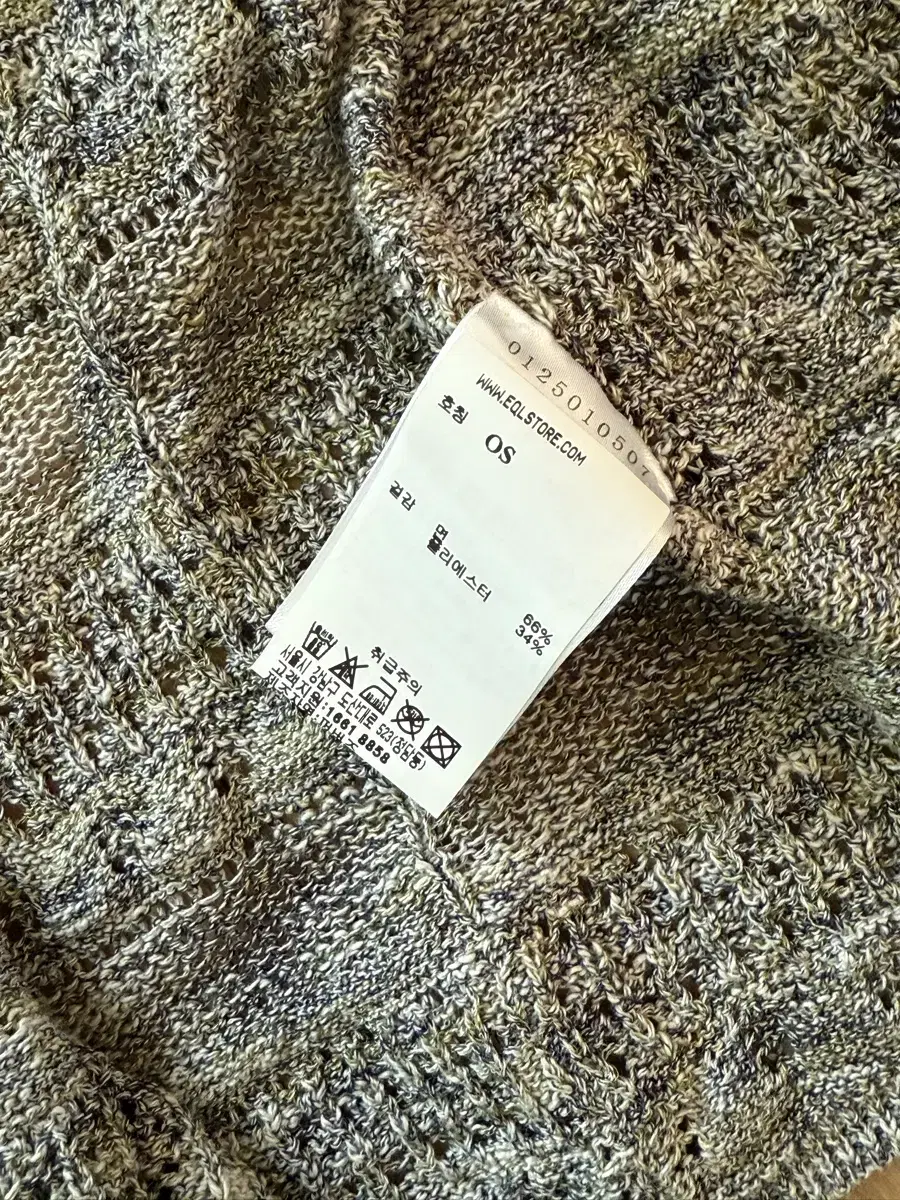 0125010507
WWW.EQLSTORE.COM
호칭 OS
겉감
면 66%
폴리에스터 34%
취급주의
서울시 강남구 도산대로 523(청담동)
고객지원:1661 8858